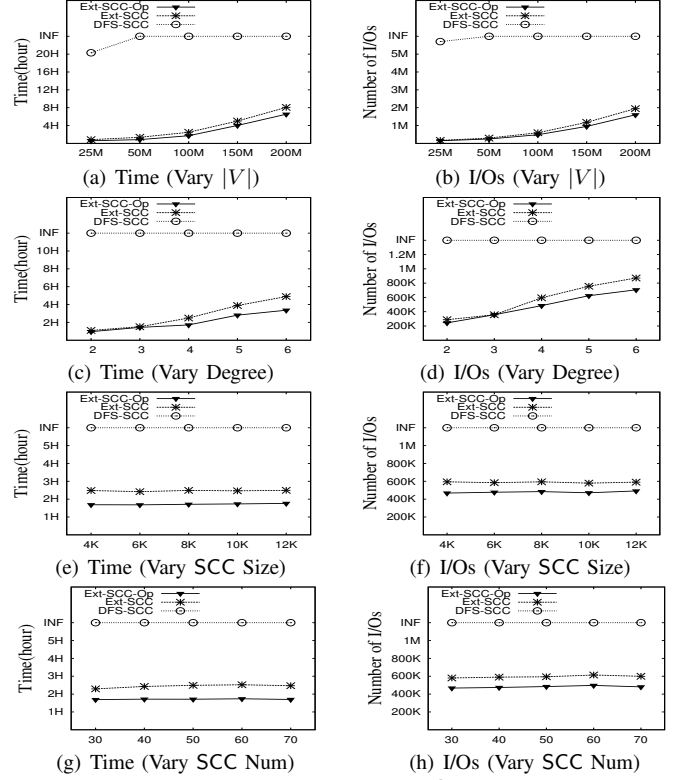 Ext-SCC-Op
Ext-SCC
DFS-SCC
Time(hour)
INF
20H
16H
12H
8H
4H
25M 50M 100M 150M 200M
(a) Time (Vary |V|)
Ext-SCC-Op
Ext-SCC
DFS-SCC
Number of I/Os
INF
5M
4M
3M
2M
1M
25M 50M 100M 150M 200M
(b) I/Os (Vary |V|)
Ext-SCC-Op
Ext-SCC
DFS-SCC
Time(hour)
INF
10H
8H
6H
4H
2H
2 3 4 5 6
(c) Time (Vary Degree)
Ext-SCC-Op
Ext-SCC
DFS-SCC
Number of I/Os
INF
1.2M
1M
800K
600K
400K
200K
2 3 4 5 6
(d) I/Os (Vary Degree)
Ext-SCC-Op
Ext-SCC
DFS-SCC
Time(hour)
INF
5H
4H
3H
2H
1H
4K 6K 8K 10K 12K
(e) Time (Vary SCC Size)
Ext-SCC-Op
Ext-SCC
DFS-SCC
Number of I/Os
INF
1M
800K
600K
400K
200K
4K 6K 8K 10K 12K
(f) I/Os (Vary SCC Size)
Ext-SCC-Op
Ext-SCC
DFS-SCC
Time(hour)
INF
5H
4H
3H
2H
1H
30 40 50 60 70
(g) Time (Vary SCC Num)
Ext-SCC-Op
Ext-SCC
DFS-SCC
Number of I/Os
INF
1M
800K
600K
400K
200K
30 40 50 60 70
(h) I/Os (Vary SCC Num)